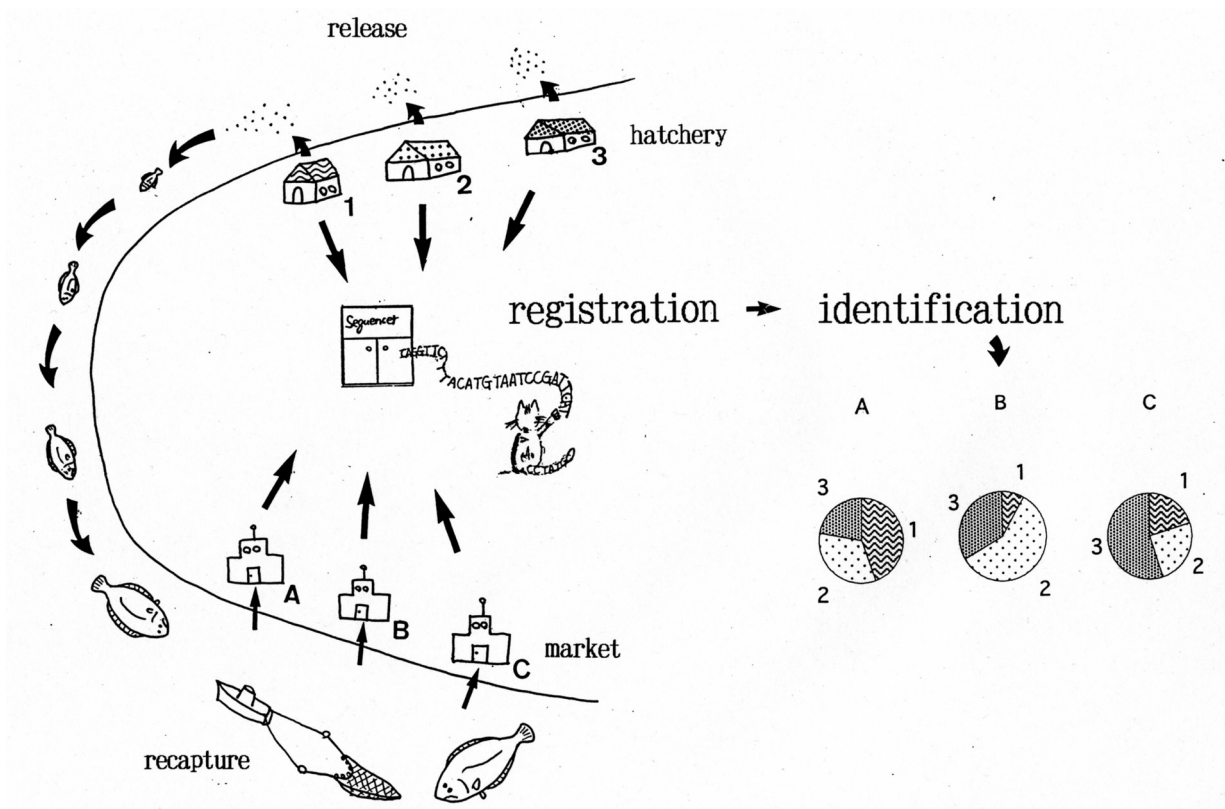 release
hatchery
1
2
3
Sequencer
TAGGTTC
ACATGTAATCCGAT
registration
identification
A
B
C
3
1
2
3
1
2
3
1
2
A
B
C
market
recapture